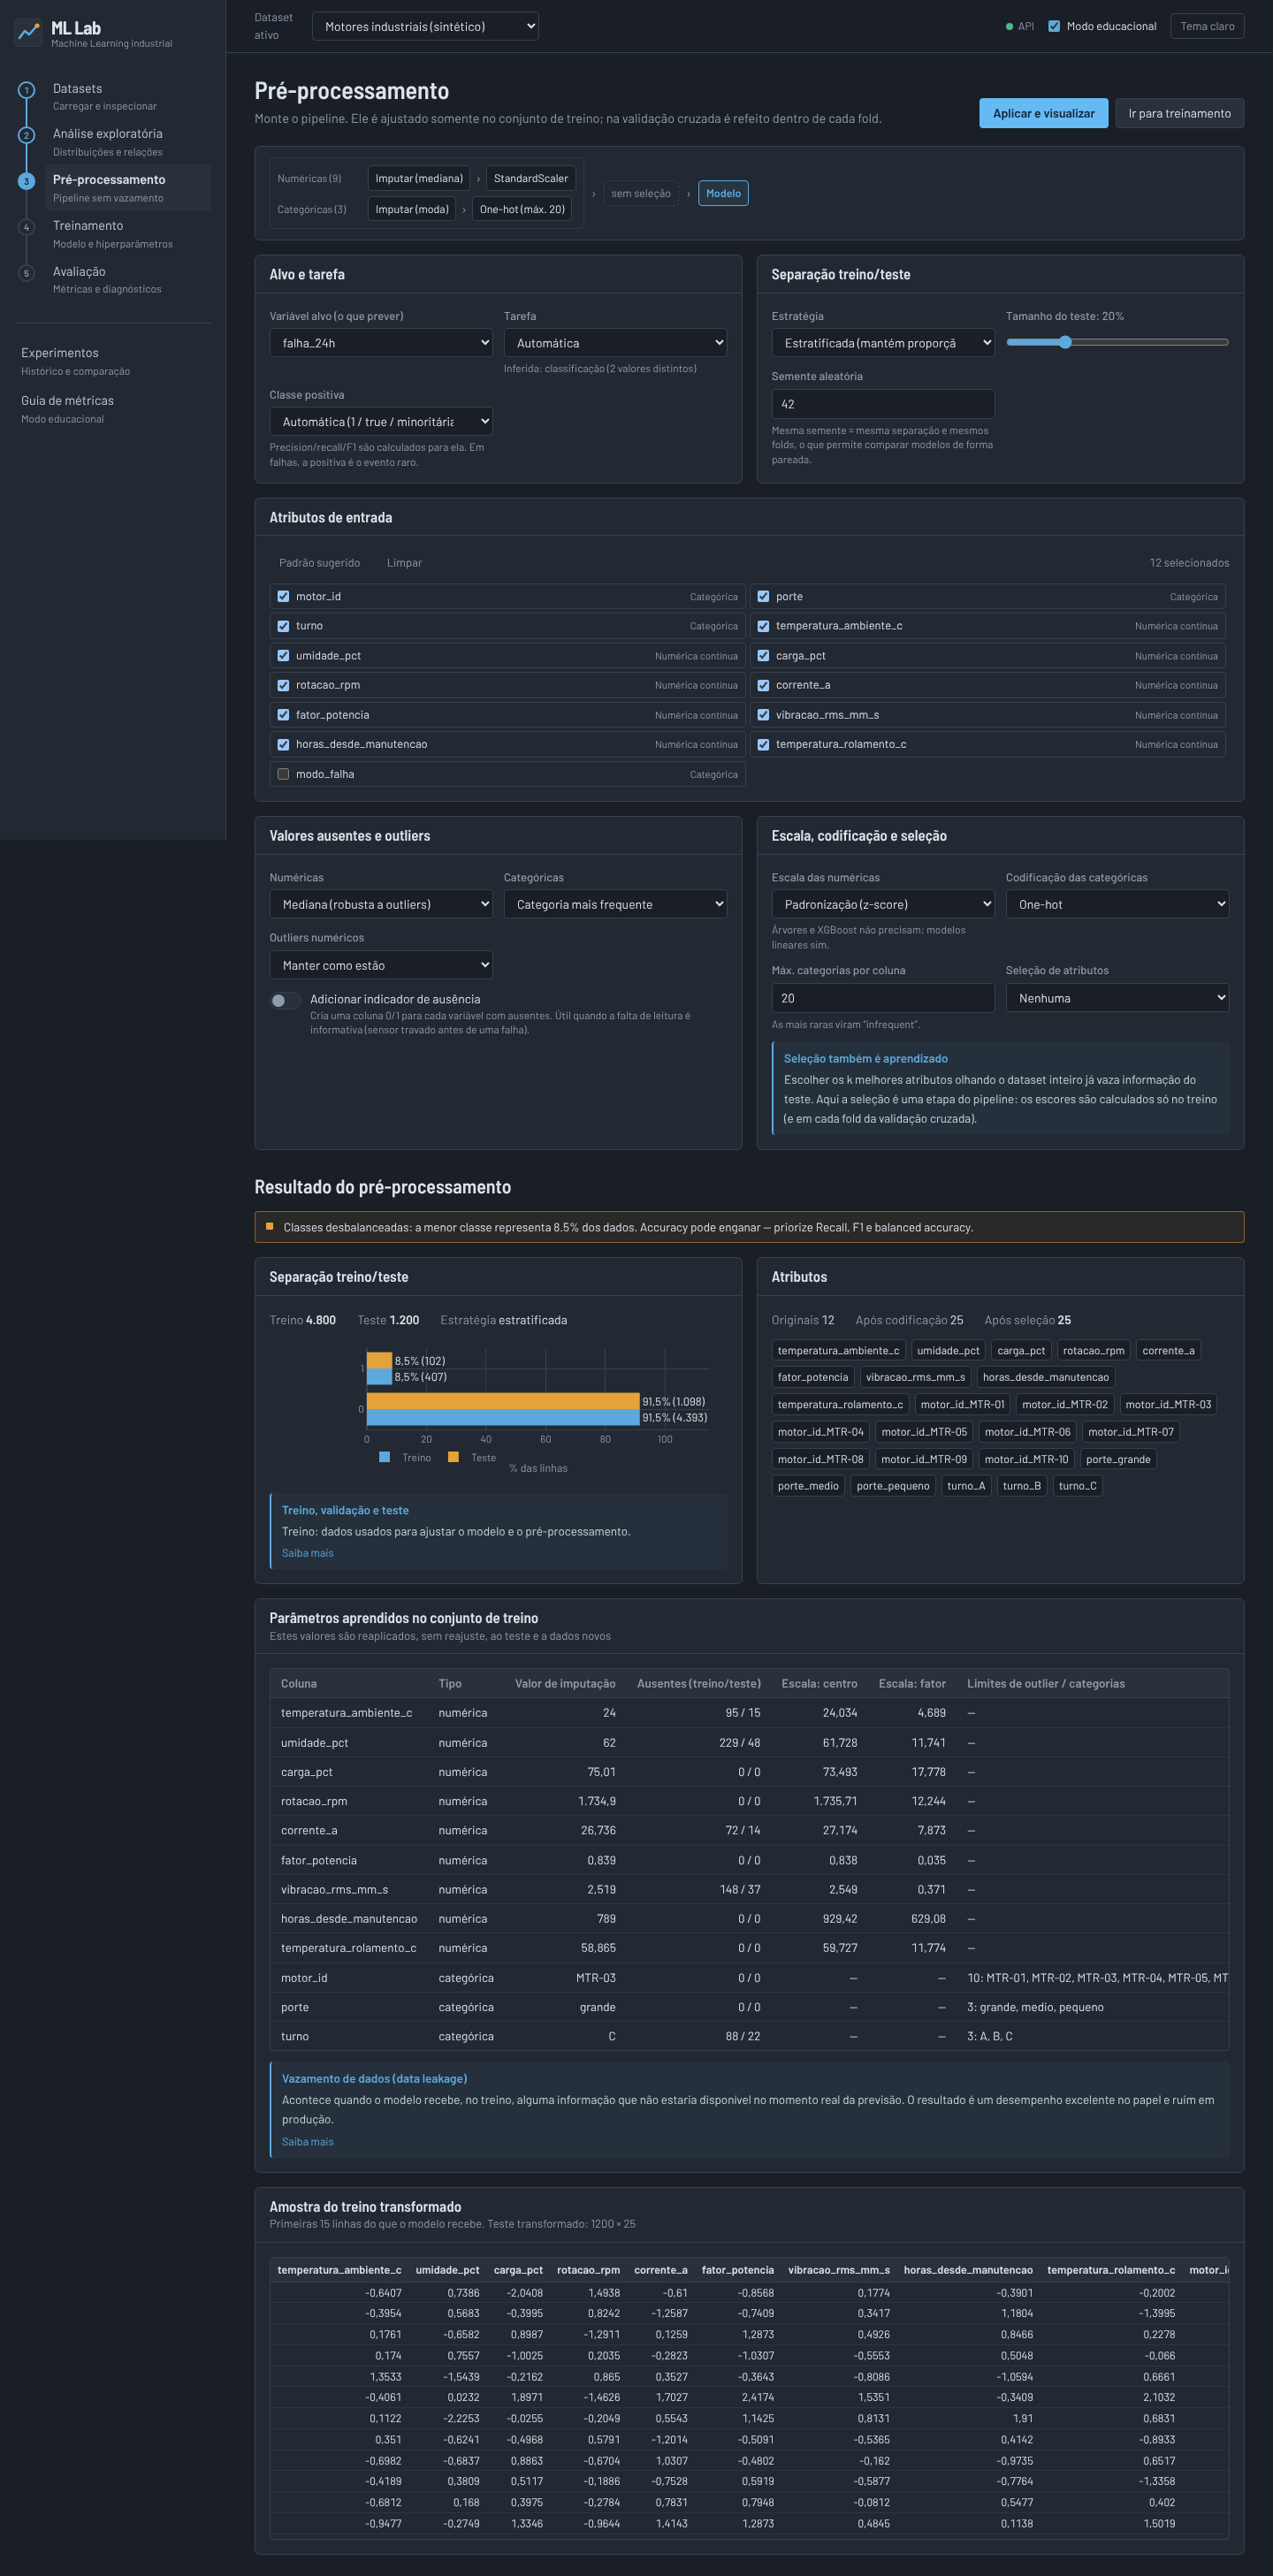 ML Lab
Machine Learning industrial
1
Datasets
Carregar e inspecionar
2
Análise exploratória
Distribuições e relações
3
Pré-processamento
Pipeline sem vazamento
4
Treinamento
Modelo e hiperparâmetros
5
Avaliação
Métricas e diagnósticos
Experimentos
Histórico e comparação
Guia de métricas
Modo educacional
Dataset
ativo
Motores industriais (sintético)
API
Modo educacional
Tema claro
Pré-processamento
Monte o pipeline. Ele é ajustado somente no conjunto de treino; na validação cruzada é refeito dentro de cada fold.
Aplicar e visualizar
Ir para treinamento
Numéricas (9) Imputar (mediana) › StandardScaler
Categóricas (3) Imputar (moda) › One-hot (máx. 20)
› sem seleção › Modelo
Alvo e tarefa
Variável alvo (o que prever)
falha_24h
Tarefa
Automática
Inferida: classificação (2 valores distintos)
Classe positiva
Automática (1 / true / minoritária
Precision/recall/F1 são calculados para ela. Em
falhas, a positiva é o evento raro.
Separação treino/teste
Estratégia
Estratificada (mantém proporçã
Tamanho do teste: 20%
Semente aleatória
42
Mesma semente = mesma separação e mesmos
folds, o que permite comparar modelos de forma
pareada.
Atributos de entrada
Padrão sugerido Limpar 12 selecionados
motor_id Categórica
porte Categórica
turno Categórica
temperatura_ambiente_c Numérica contínua
umidade_pct Numérica contínua
carga_pct Numérica contínua
rotacao_rpm Numérica contínua
corrente_a Numérica contínua
fator_potencia Numérica contínua
vibracao_rms_mm_s Numérica contínua
horas_desde_manutencao Numérica contínua
temperatura_rolamento_c Numérica contínua
modo_falha Categórica
Valores ausentes e outliers
Numéricas
Mediana (robusta a outliers)
Categóricas
Categoria mais frequente
Outliers numéricos
Manter como estão
Adicionar indicador de ausência
Cria uma coluna 0/1 para cada variável com ausentes. Útil quando a falta de leitura é
informativa (sensor travado antes de uma falha).
Escala, codificação e seleção
Escala das numéricas
Padronização (z-score)
Árvores e XGBoost não precisam; modelos
lineares sim.
Codificação das categóricas
One-hot
Máx. categorias por coluna
20
As mais raras viram "infrequent".
Seleção de atributos
Nenhuma
Seleção também é aprendizado
Escolher os k melhores atributos olhando o dataset inteiro já vaza informação do
teste. Aqui a seleção é uma etapa do pipeline: os escores são calculados só no treino
(e em cada fold da validação cruzada).
Resultado do pré-processamento
Classes desbalanceadas: a menor classe representa 8.5% dos dados. Accuracy pode enganar — priorize Recall, F1 e balanced accuracy.
Separação treino/teste
Treino 4.800 Teste 1.200 Estratégia estratificada
1
8,5% (102)
8,5% (407)
0
91,5% (1.098)
91,5% (4.393)
0 20 40 60 80 100
Treino Teste
% das linhas
Treino, validação e teste
Treino: dados usados para ajustar o modelo e o pré-processamento.
Saiba mais
Atributos
Originais 12 Após codificação 25 Após seleção 25
temperatura_ambiente_c umidade_pct carga_pct rotacao_rpm corrente_a
fator_potencia vibracao_rms_mm_s horas_desde_manutencao
temperatura_rolamento_c motor_id_MTR-01 motor_id_MTR-02 motor_id_MTR-03
motor_id_MTR-04 motor_id_MTR-05 motor_id_MTR-06 motor_id_MTR-07
motor_id_MTR-08 motor_id_MTR-09 motor_id_MTR-10 porte_grande
porte_medio porte_pequeno turno_A turno_B turno_C
Parâmetros aprendidos no conjunto de treino
Estes valores são reaplicados, sem reajuste, ao teste e a dados novos
Coluna Tipo Valor de imputação Ausentes (treino/teste) Escala: centro Escala: fator Limites de outlier / categorias
temperatura_ambiente_c numérica 24 95 / 15 24,034 4,689 —
umidade_pct numérica 62 229 / 48 61,728 11,741 —
carga_pct numérica 75,01 0 / 0 73,493 17,778 —
rotacao_rpm numérica 1.734,9 0 / 0 1.735,71 12,244 —
corrente_a numérica 26,736 72 / 14 27,174 7,873 —
fator_potencia numérica 0,839 0 / 0 0,838 0,035 —
vibracao_rms_mm_s numérica 2,519 148 / 37 2,549 0,371 —
horas_desde_manutencao numérica 789 0 / 0 929,42 629,08 —
temperatura_rolamento_c numérica 58,865 0 / 0 59,727 11,774 —
motor_id categórica MTR-03 0 / 0 — — 10: MTR-01, MTR-02, MTR-03, MTR-04, MTR-05, MT
porte categórica grande 0 / 0 — — 3: grande, medio, pequeno
turno categórica C 88 / 22 — — 3: A, B, C
Vazamento de dados (data leakage)
Acontece quando o modelo recebe, no treino, alguma informação que não estaria disponível no momento real da previsão. O resultado é um desempenho excelente no papel e ruim em
produção.
Saiba mais
Amostra do treino transformado
Primeiras 15 linhas do que o modelo recebe. Teste transformado: 1200 × 25
temperatura_ambiente_c umidade_pct carga_pct rotacao_rpm corrente_a fator_potencia vibracao_rms_mm_s horas_desde_manutencao temperatura_rolamento_c motor_i
-0,6407 0,7386 -2,0408 1,4938 -0,61 -0,8568 0,1774 -0,3901 -0,2002
-0,3954 0,5683 -0,3995 0,8242 -1,2587 -0,7409 0,3417 1,1804 -1,3995
0,1761 -0,6582 0,8987 -1,2911 0,1259 1,2873 0,4926 0,8466 0,2278
0,174 0,7557 -1,0025 0,2035 -0,2823 -1,0307 -0,5553 0,5048 -0,066
1,3533 -1,5439 -0,2162 0,865 0,3527 -0,3643 -0,8086 -1,0594 0,6661
-0,4061 0,0232 1,8971 -1,4626 1,7027 2,4174 1,5351 -0,3409 2,1032
0,1122 -2,2253 -0,0255 -0,2049 0,5543 1,1425 0,8131 1,91 0,6831
0,351 -0,6241 -0,4968 0,5791 -1,2014 -0,5091 -0,5365 0,4142 -0,8933
-0,6982 -0,6837 0,8863 -0,6704 1,0307 -0,4802 -0,162 -0,9735 0,6517
-0,4189 0,3809 0,5117 -0,1886 -0,7528 0,5919 -0,5877 -0,7764 -1,3358
-0,6812 0,168 0,3975 -0,2784 0,7831 0,7948 -0,0812 0,5477 0,402
-0,9477 -0,2749 1,3346 -0,9644 1,4143 1,2873 0,4845 0,1138 1,5019